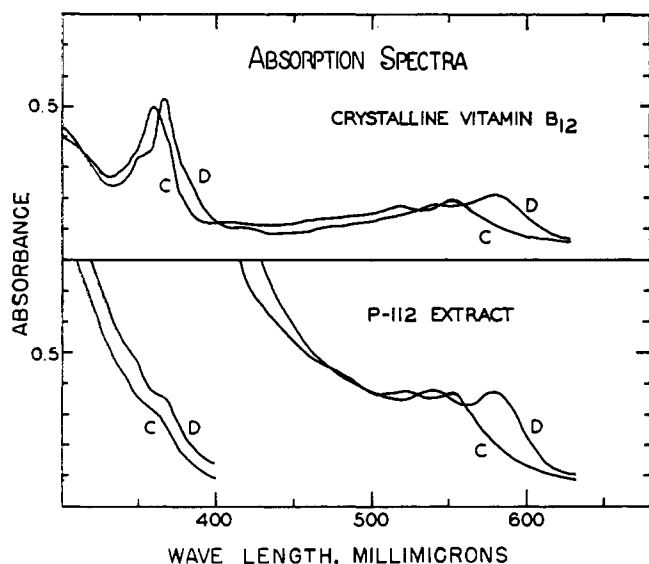 ABSORPTION SPECTRA
0.5
CRYSTALLINE VITAMIN B12
C
D
D
C
ABSORBANCE
P-112 EXTRACT
0.5
D
C
D
C
400
500
600
WAVE LENGTH, MILLIMICRONS